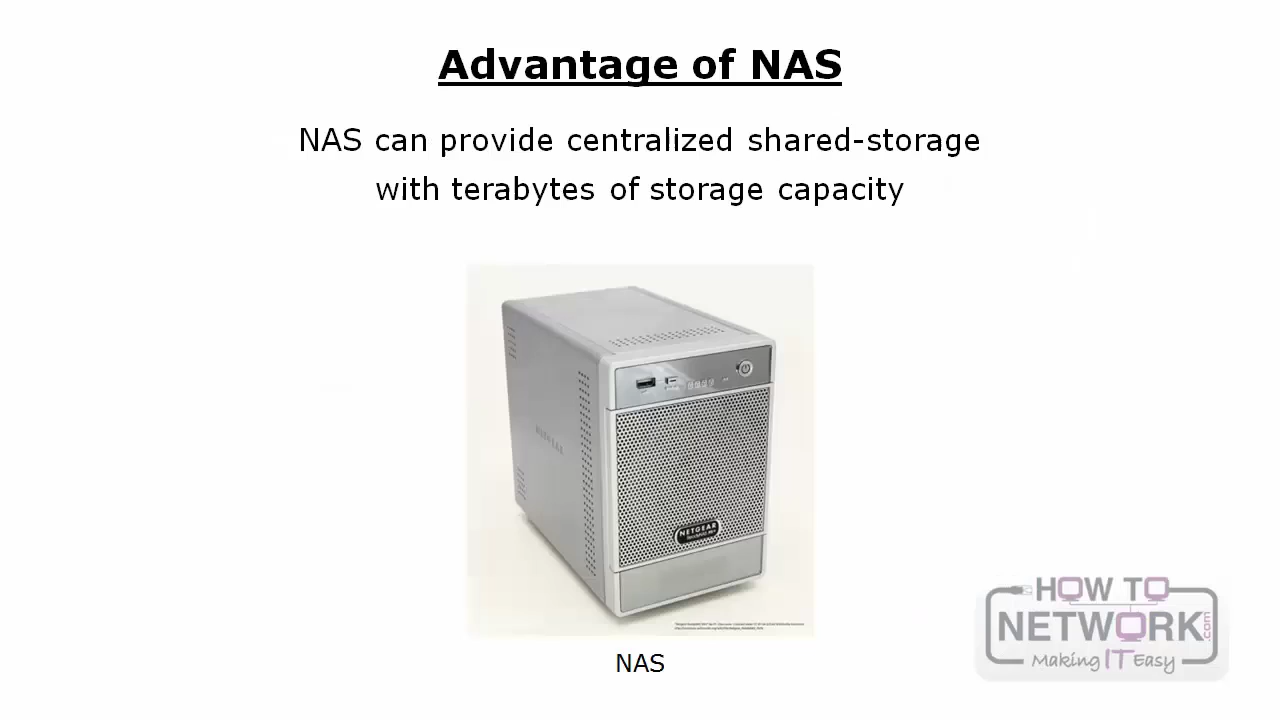 Advantage of NAS
NAS can provide centralized shared-storage
with terabytes of storage capacity
NETGEAR
NETGEAR
NAS
HOW TO
NETWORK.com
Making IT Easy